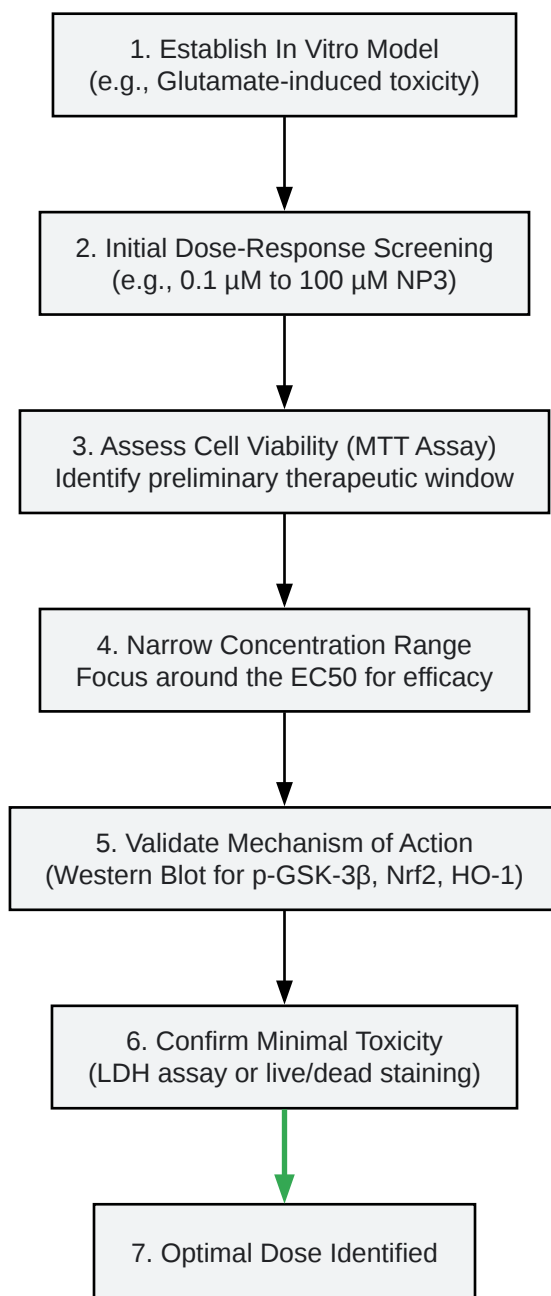 1. Establish In Vitro Model
(e.g., Glutamate-induced toxicity)
2. Initial Dose-Response Screening
(e.g., 0.1 µM to 100 µM NP3)
3. Assess Cell Viability (MTT Assay)
Identify preliminary therapeutic window
4. Narrow Concentration Range
Focus around the EC50 for efficacy
5. Validate Mechanism of Action
(Western Blot for p-GSK-3β, Nrf2, HO-1)
6. Confirm Minimal Toxicity
(LDH assay or live/dead staining)
7. Optimal Dose Identified